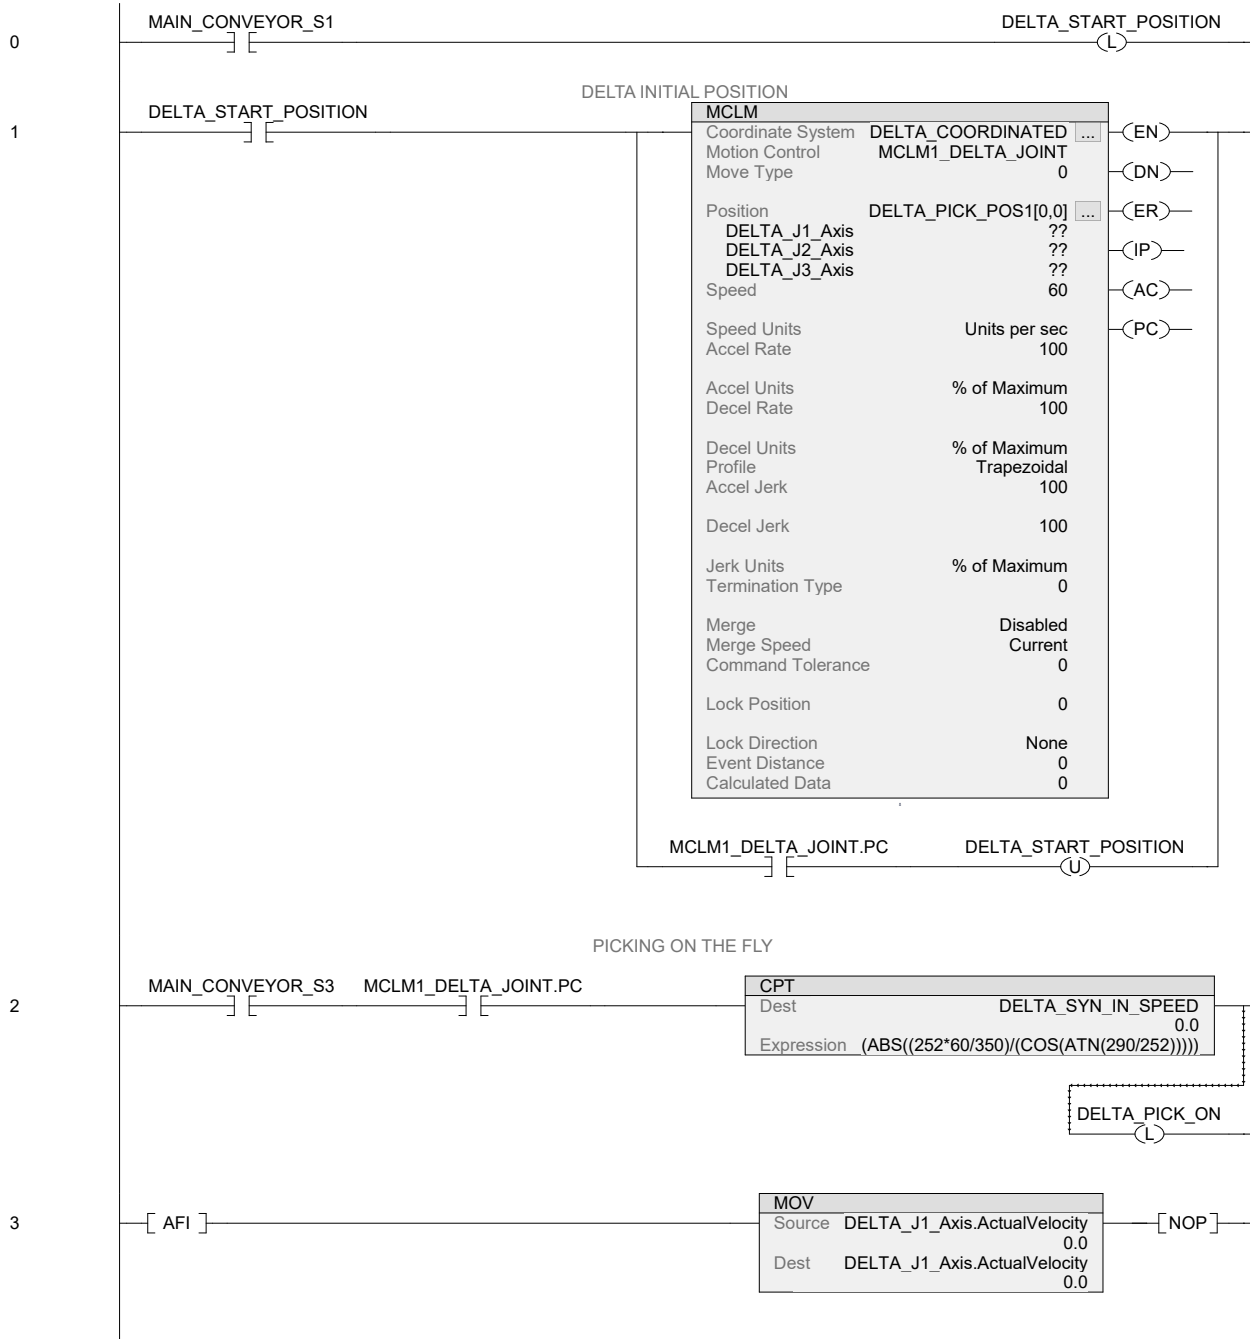 MAIN_CONVEYOR_S1 DELTA_START_POSITION
0 L
DELTA INITIAL POSITION
DELTA_START_POSITION MCLM
1 Coordinate System DELTA_COORDINATED ... EN
Motion Control MCLM1_DELTA_JOINT
Move Type 0 DN
Position DELTA_PICK_POS1[0,0] ... ER
DELTA_J1_Axis ??
DELTA_J2_Axis ?? IP
DELTA_J3_Axis ??
Speed 60 AC
Speed Units Units per sec PC
Accel Rate 100
Accel Units % of Maximum
Decel Rate 100
Decel Units % of Maximum
Profile Trapezoidal
Accel Jerk 100
Decel Jerk 100
Jerk Units % of Maximum
Termination Type 0
Merge Disabled
Merge Speed Current
Command Tolerance 0
Lock Position 0
Lock Direction None
Event Distance 0
Calculated Data 0
MCLM1_DELTA_JOINT.PC DELTA_START_POSITION
U
PICKING ON THE FLY
MAIN_CONVEYOR_S3 MCLM1_DELTA_JOINT.PC CPT
2 Dest DELTA_SYN_IN_SPEED
0.0
Expression (ABS((252*60/350)/(COS(ATN(290/252)))))
DELTA_PICK_ON
L
MOV
3 AFI Source DELTA_J1_Axis.ActualVelocity NOP
0.0
Dest DELTA_J1_Axis.ActualVelocity
0.0